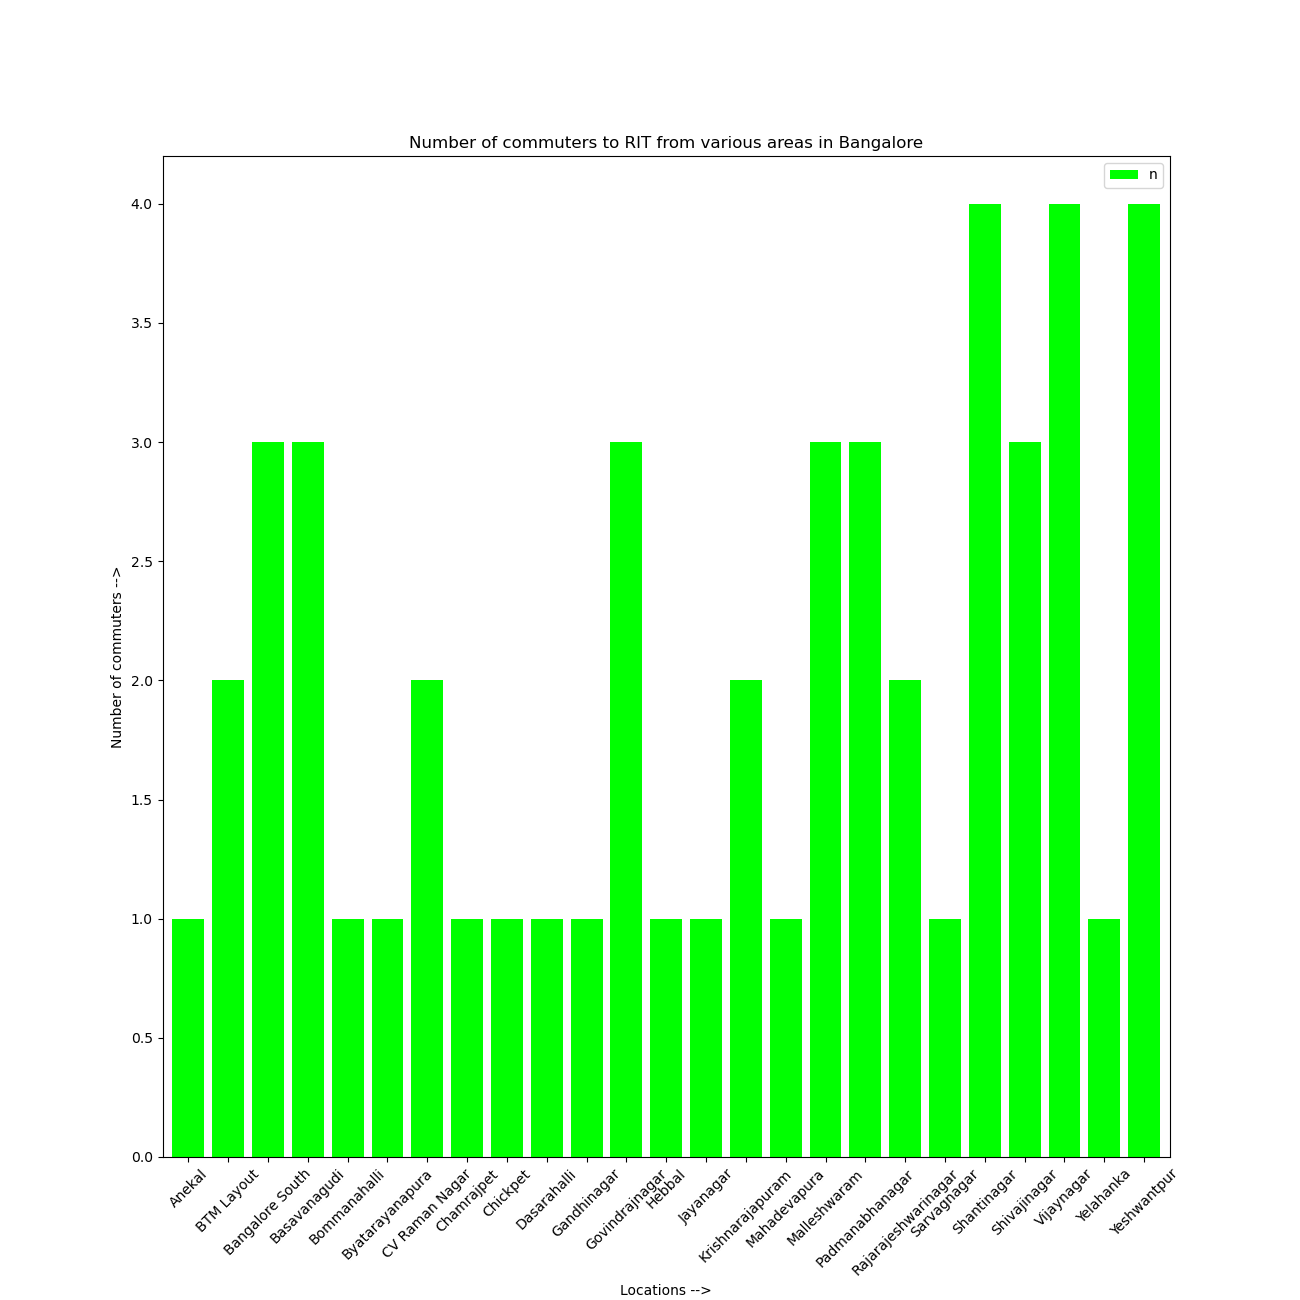 Number of commuters to RIT from various areas in Bangalore
n
4.0
3.5
3.0
2.5
2.0
1.5
1.0
0.5
0.0
Number of commuters -->
Anekal
BTM Layout
Bangalore South
Basavanagudi
Bommanahalli
Byatarayanapura
CV Raman Nagar
Chamrajpet
Chickpet
Dasarahalli
Gandhinagar
Govindrajnagar
Hebbal
Jayanagar
Krishnarajapuram
Mahadevapura
Malleshwaram
Padmanabhanagar
Rajarajeshwarinagar
Sarvagnagar
Shantinagar
Shivajinagar
Vijaynagar
Yelahanka
Yeshwantpur
Locations -->